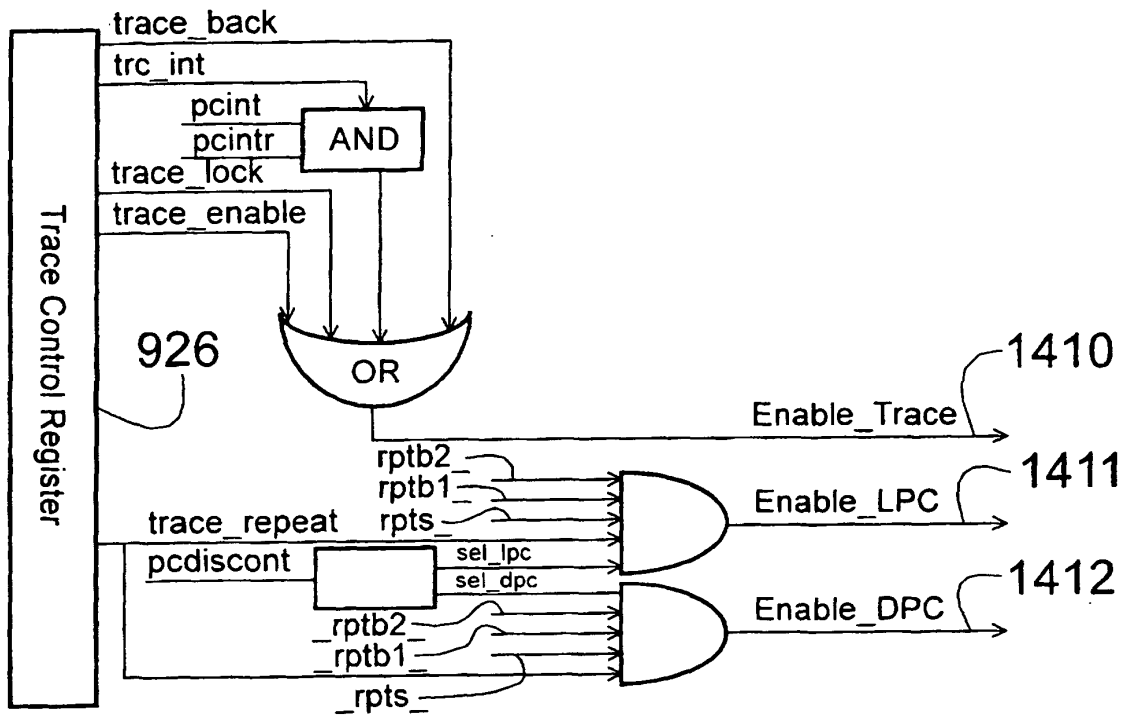 trace_back
trc_int
pcint
AND
pcintr
trace_lock
trace_enable
Trace Control Register
926
OR
1410
Enable_Trace
rptb2_
1411
rptb1_
Enable_LPC
rpts_
trace_repeat
sel_lpc
pcdiscont
sel_dpc
1412
Enable_DPC
_rptb2_
_rptb1_
_rpts_